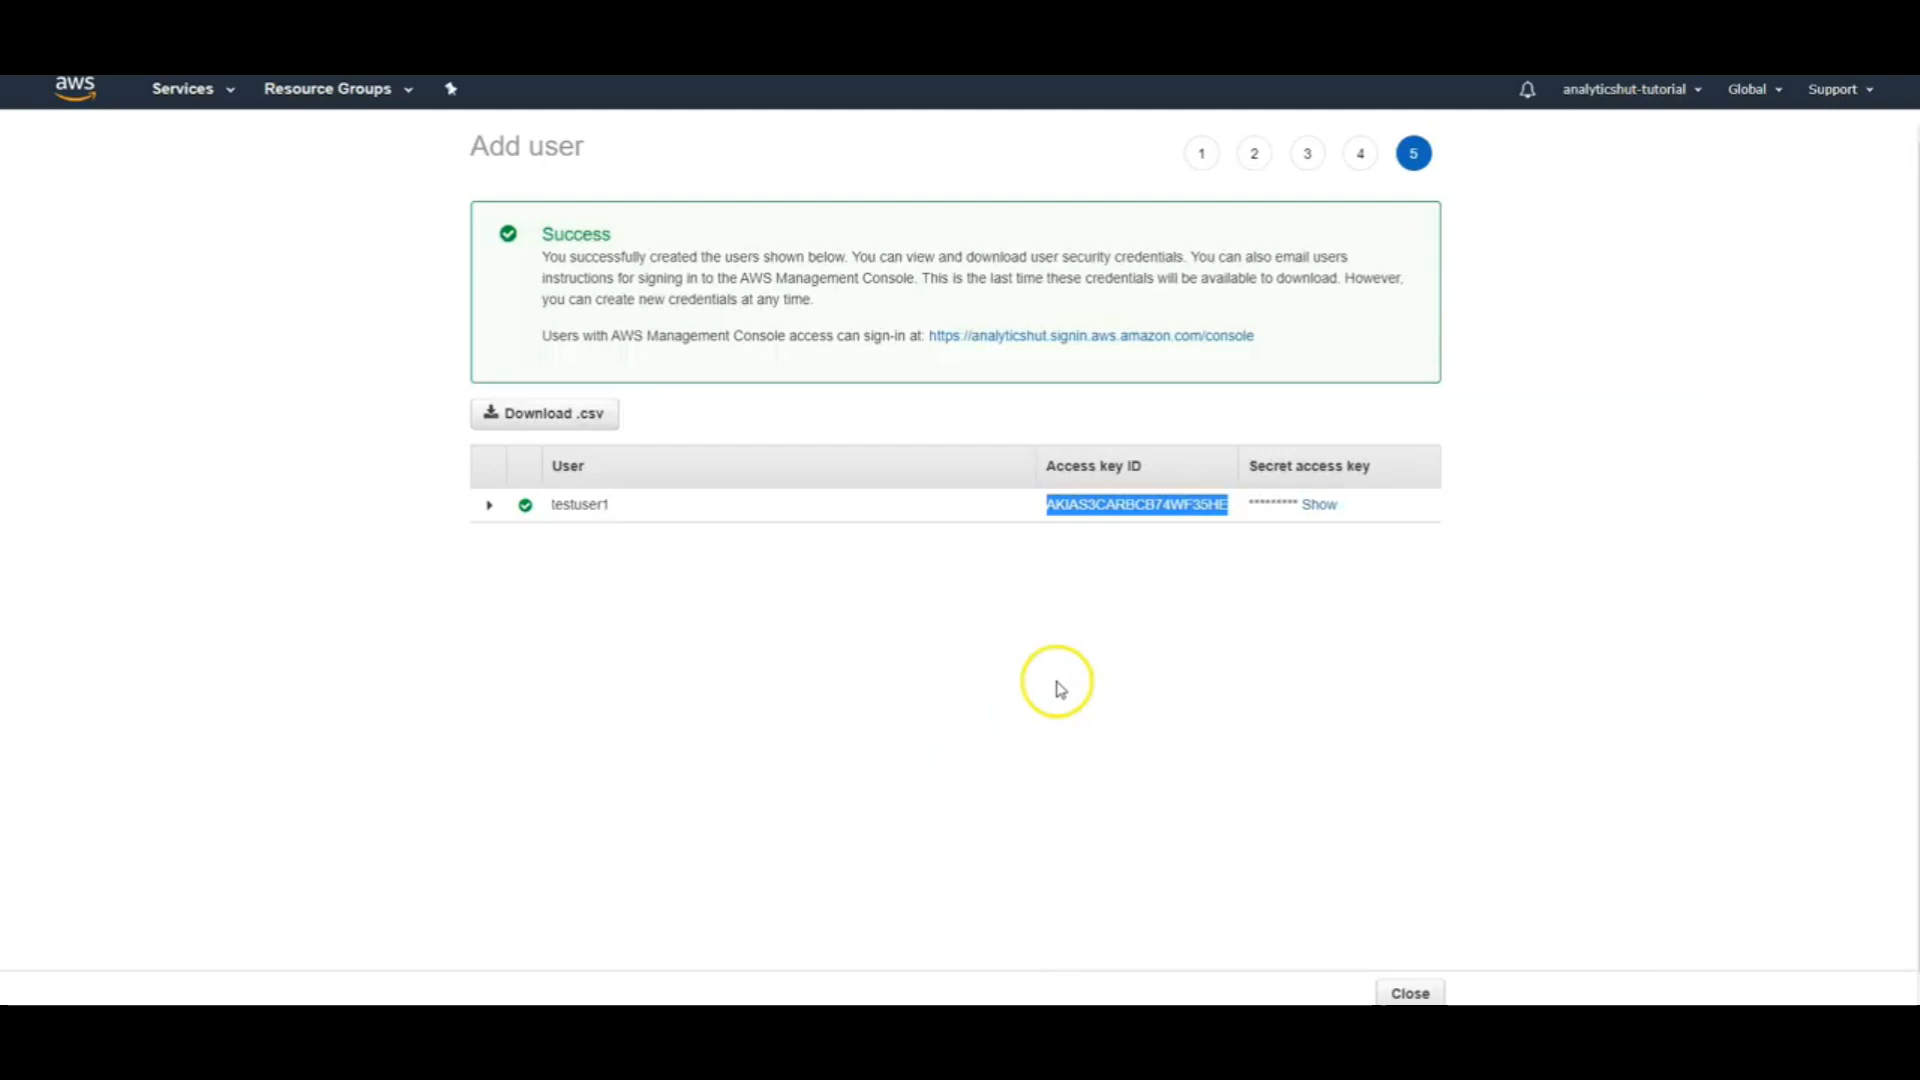 aws Services Resource Groups analyticshut-tutorial Global Support
Add user
1 2 3 4 5
Success
You successfully created the users shown below. You can view and download user security credentials. You can also email users
instructions for signing in to the AWS Management Console. This is the last time these credentials will be available to download. However,
you can create new credentials at any time.
Users with AWS Management Console access can sign-in at: https://analyticshut.signin.aws.amazon.com/console
Download .csv
User Access key ID Secret access key
testuser1 AKIAS3CARBCB74WF35HE ********* Show
Close